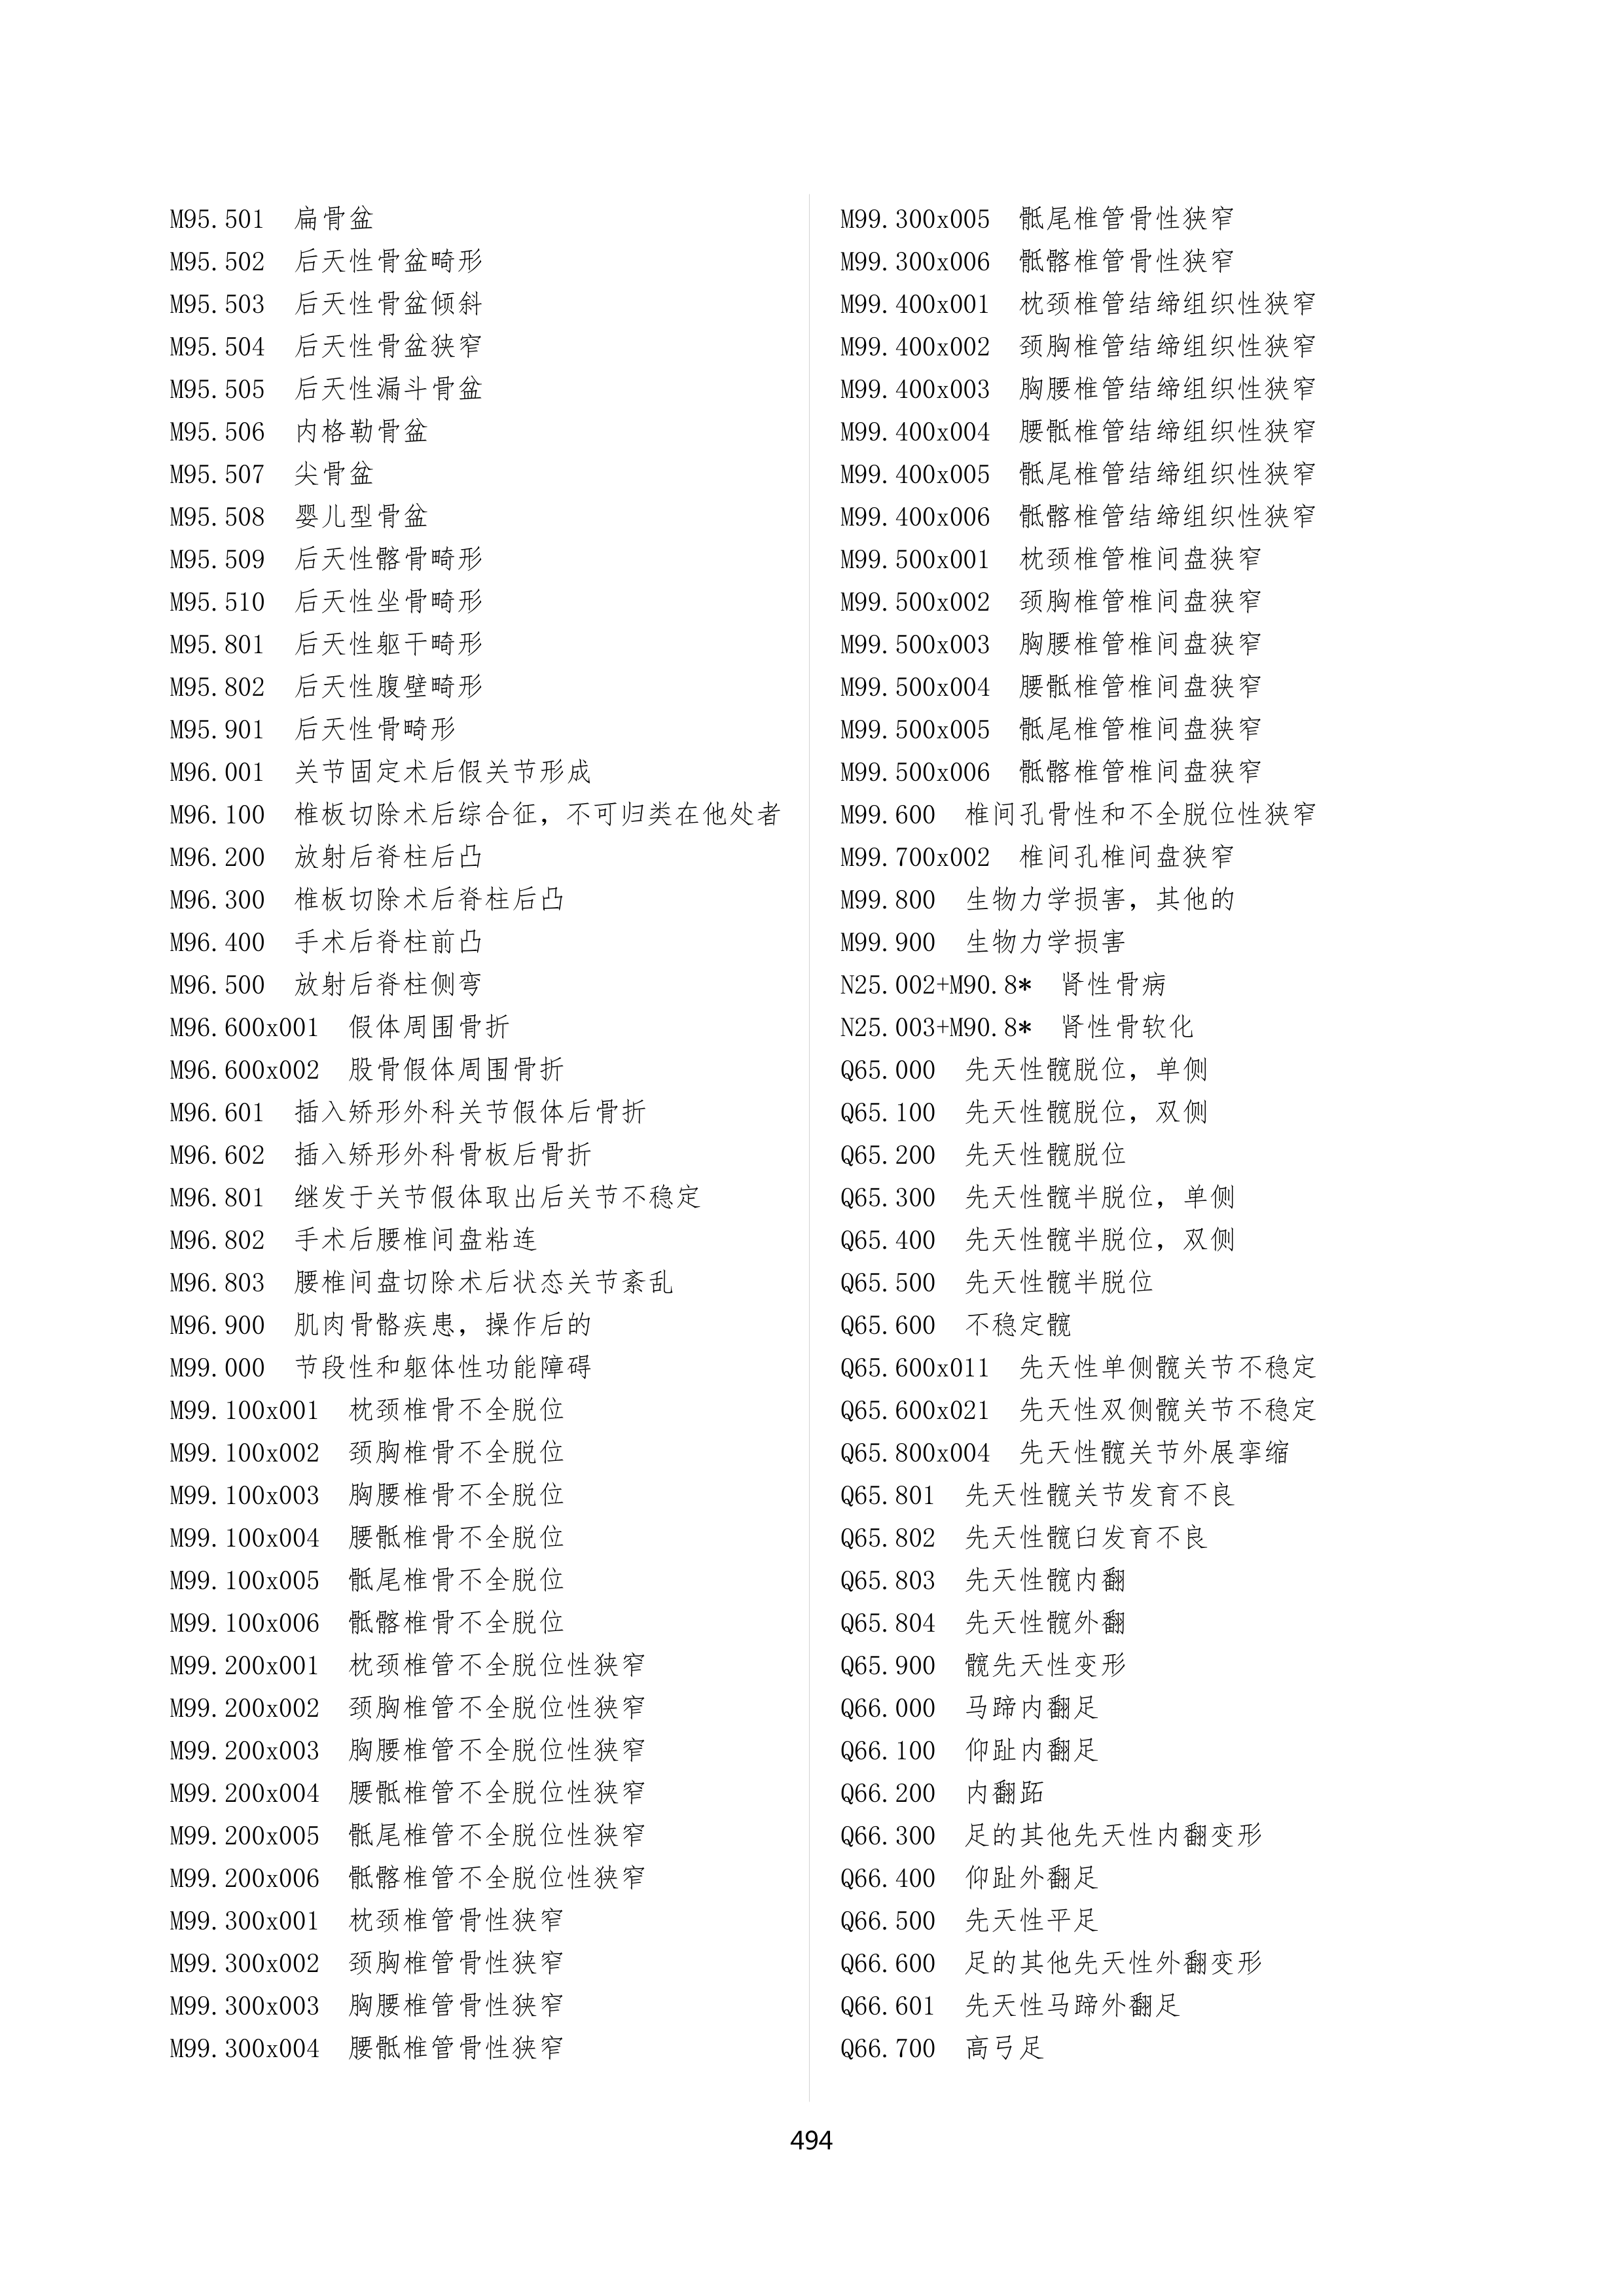 M95.501 扁骨盆
M95.502 后天性骨盆畸形
M95.503 后天性骨盆倾斜
M95.504 后天性骨盆狭窄
M95.505 后天性漏斗骨盆
M95.506 内格勒骨盆
M95.507 尖骨盆
M95.508 婴儿型骨盆
M95.509 后天性髂骨畸形
M95.510 后天性坐骨畸形
M95.801 后天性躯干畸形
M95.802 后天性腹壁畸形
M95.901 后天性骨畸形
M96.001 关节固定术后假关节形成
M96.100 椎板切除术后综合征，不可归类在他处者
M96.200 放射后脊柱后凸
M96.300 椎板切除术后脊柱后凸
M96.400 手术后脊柱前凸
M96.500 放射后脊柱侧弯
M96.600x001 假体周围骨折
M96.600x002 股骨假体周围骨折
M96.601 插入矫形外科关节假体后骨折
M96.602 插入矫形外科骨板后骨折
M96.801 继发于关节假体取出后关节不稳定
M96.802 手术后腰椎间盘粘连
M96.803 腰椎间盘切除术后状态关节紊乱
M96.900 肌肉骨骼疾患，操作后的
M99.000 节段性和躯体性功能障碍
M99.100x001 枕颈椎骨不全脱位
M99.100x002 颈胸椎骨不全脱位
M99.100x003 胸腰椎骨不全脱位
M99.100x004 腰骶椎骨不全脱位
M99.100x005 骶尾椎骨不全脱位
M99.100x006 骶髂椎骨不全脱位
M99.200x001 枕颈椎管不全脱位性狭窄
M99.200x002 颈胸椎管不全脱位性狭窄
M99.200x003 胸腰椎管不全脱位性狭窄
M99.200x004 腰骶椎管不全脱位性狭窄
M99.200x005 骶尾椎管不全脱位性狭窄
M99.200x006 骶髂椎管不全脱位性狭窄
M99.300x001 枕颈椎管骨性狭窄
M99.300x002 颈胸椎管骨性狭窄
M99.300x003 胸腰椎管骨性狭窄
M99.300x004 腰骶椎管骨性狭窄
M99.300x005 骶尾椎管骨性狭窄
M99.300x006 骶髂椎管骨性狭窄
M99.400x001 枕颈椎管结缔组织性狭窄
M99.400x002 颈胸椎管结缔组织性狭窄
M99.400x003 胸腰椎管结缔组织性狭窄
M99.400x004 腰骶椎管结缔组织性狭窄
M99.400x005 骶尾椎管结缔组织性狭窄
M99.400x006 骶髂椎管结缔组织性狭窄
M99.500x001 枕颈椎管椎间盘狭窄
M99.500x002 颈胸椎管椎间盘狭窄
M99.500x003 胸腰椎管椎间盘狭窄
M99.500x004 腰骶椎管椎间盘狭窄
M99.500x005 骶尾椎管椎间盘狭窄
M99.500x006 骶髂椎管椎间盘狭窄
M99.600 椎间孔骨性和不全脱位性狭窄
M99.700x002 椎间孔椎间盘狭窄
M99.800 生物力学损害，其他的
M99.900 生物力学损害
N25.002+M90.8* 肾性骨病
N25.003+M90.8* 肾性骨软化
Q65.000 先天性髋脱位，单侧
Q65.100 先天性髋脱位，双侧
Q65.200 先天性髋脱位
Q65.300 先天性髋半脱位，单侧
Q65.400 先天性髋半脱位，双侧
Q65.500 先天性髋半脱位
Q65.600 不稳定髋
Q65.600x011 先天性单侧髋关节不稳定
Q65.600x021 先天性双侧髋关节不稳定
Q65.800x004 先天性髋关节外展挛缩
Q65.801 先天性髋关节发育不良
Q65.802 先天性髋臼发育不良
Q65.803 先天性髋内翻
Q65.804 先天性髋外翻
Q65.900 髋先天性变形
Q66.000 马蹄内翻足
Q66.100 仰趾内翻足
Q66.200 内翻跖
Q66.300 足的其他先天性内翻变形
Q66.400 仰趾外翻足
Q66.500 先天性平足
Q66.600 足的其他先天性外翻变形
Q66.601 先天性马蹄外翻足
Q66.700 高弓足
494